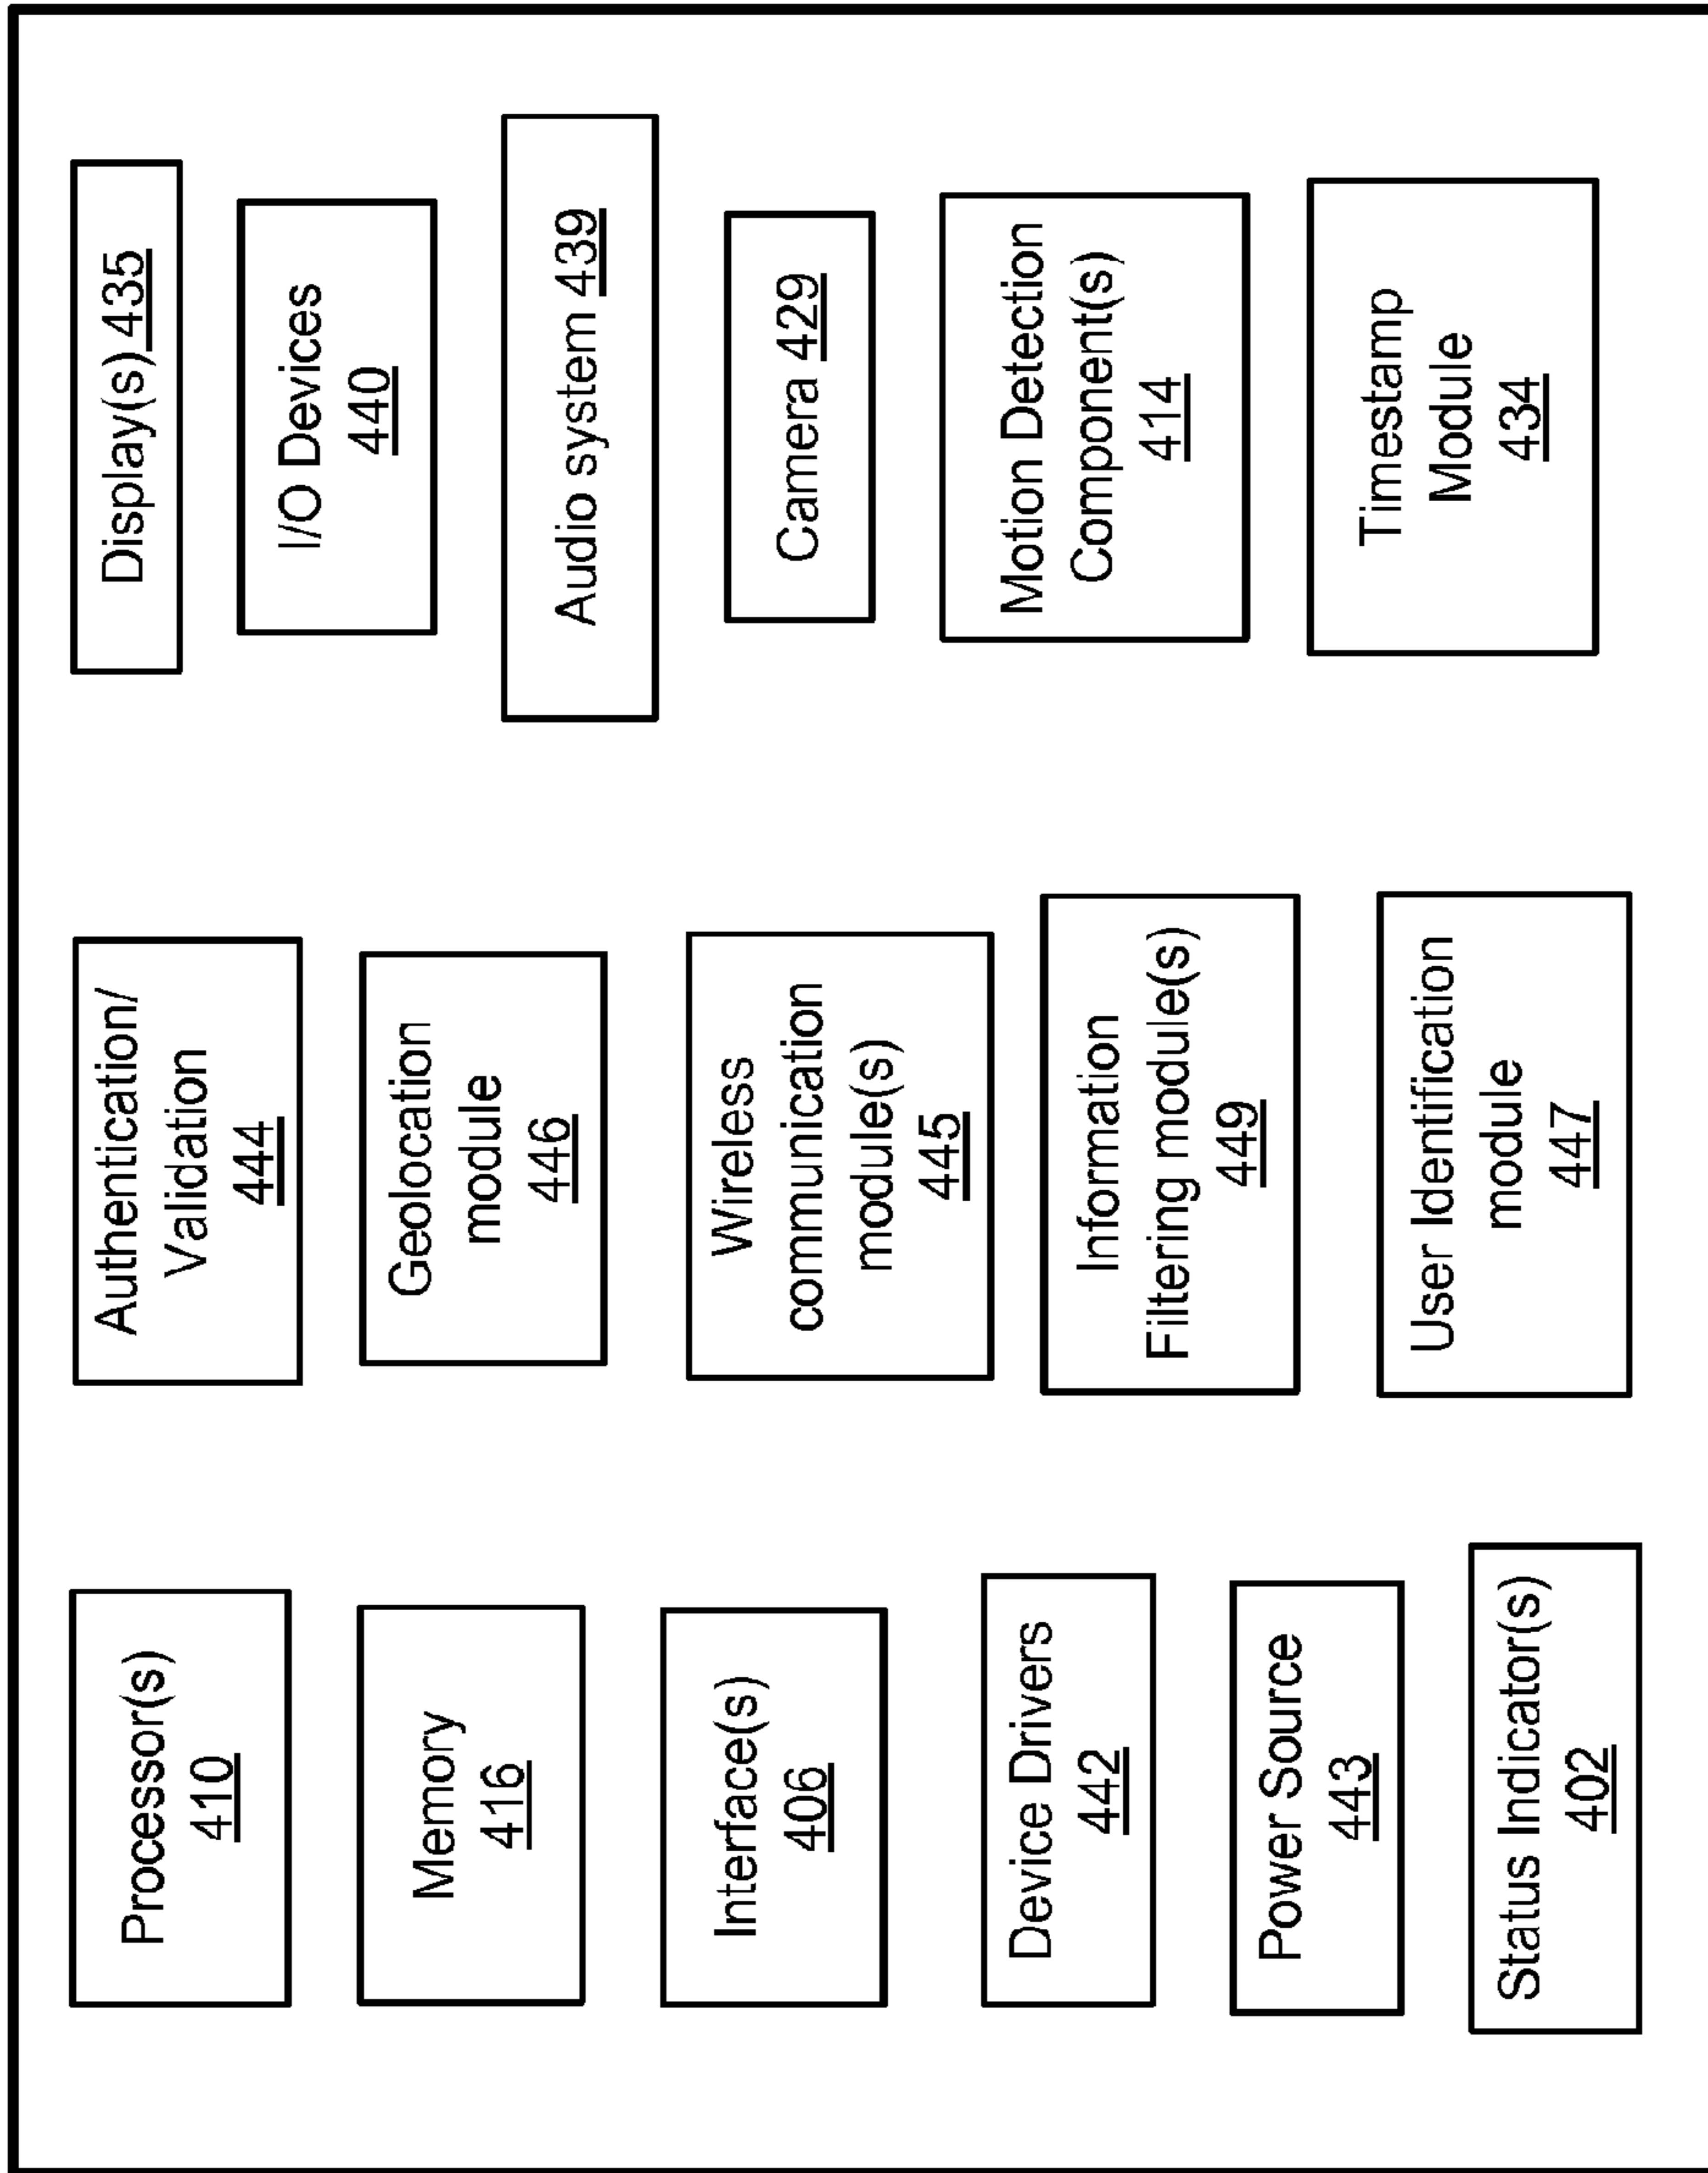 Processor(s)
410
Memory
416
Interface(s)
406
Device Drivers
442
Power Source
443
Status Indicator(s)
402
Authentication/
Validation
444
Geolocation
module
446
Wireless
communication
module(s)
445
Information
Filtering module(s)
449
User Identification
module
447
Display(s) 435
I/O Devices
440
Audio system 439
Camera 429
Motion Detection
Component(s)
414
Timestamp
Module
434